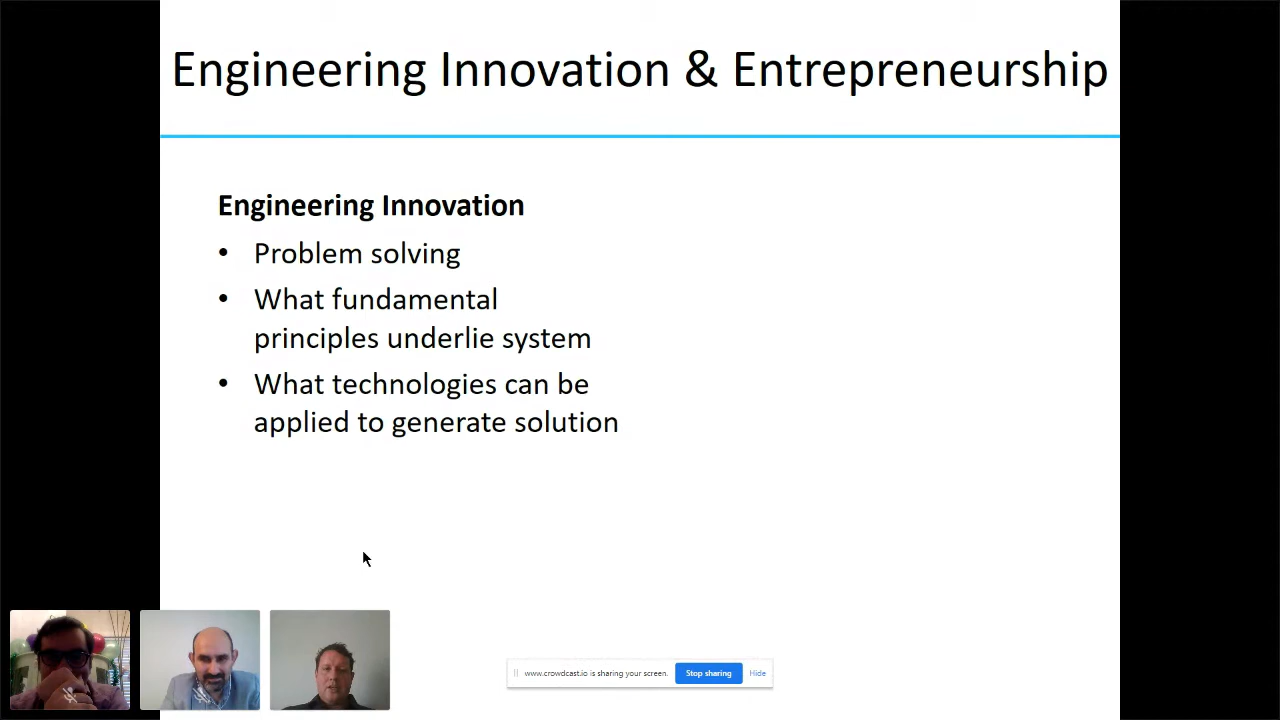 Engineering Innovation & Entrepreneurship
Engineering Innovation
• Problem solving
• What fundamental
principles underlie system
• What technologies can be
applied to generate solution
www.crowdcast.io is sharing your screen.
Stop sharing
Hide